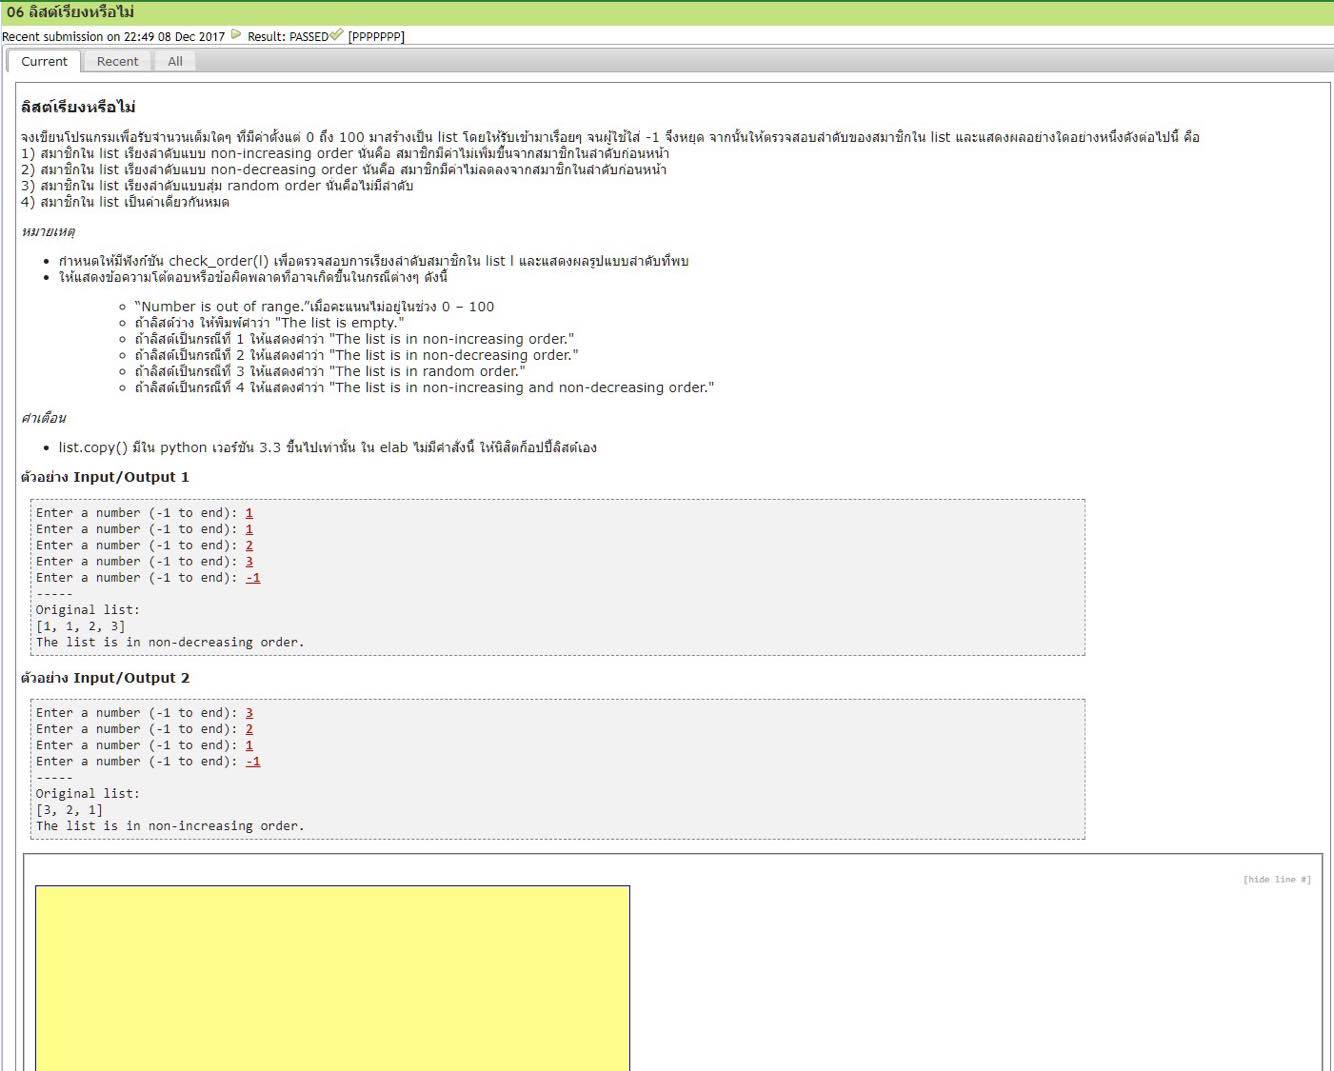 06 ลิสต์เรียงหรือไม่
Recent submission on 22:49 08 Dec 2017 Result: PASSED [PPPPPPP]
Current Recent All
ลิสต์เรียงหรือไม่
จงเขียนโปรแกรมเพื่อรับจำนวนเต็มใดๆ ที่มีค่าตั้งแต่ 0 ถึง 100 มาสร้างเป็น list โดยให้รับเข้ามาเรื่อยๆ จนผู้ใช้ใส่ -1 จึงหยุด จากนั้นให้ตรวจสอบลำดับของสมาชิกใน list และแสดงผลอย่างใดอย่างหนึ่งดังต่อไปนี้ คือ
1) สมาชิกใน list เรียงลำดับแบบ non-increasing order นั่นคือ สมาชิกมีค่าไม่เพิ่มขึ้นจากสมาชิกในลำดับก่อนหน้า
2) สมาชิกใน list เรียงลำดับแบบ non-decreasing order นั่นคือ สมาชิกมีค่าไม่ลดลงจากสมาชิกในลำดับก่อนหน้า
3) สมาชิกใน list เรียงลำดับแบบสุ่ม random order นั่นคือไม่มีลำดับ
4) สมาชิกใน list เป็นค่าเดียวกันหมด
หมายเหตุ
• กำหนดให้มีฟังก์ชัน check_order(l) เพื่อตรวจสอบการเรียงลำดับสมาชิกใน list l และแสดงผลรูปแบบลำดับที่พบ
• ให้แสดงข้อความโต้ตอบหรือข้อผิดพลาดที่อาจเกิดขึ้นในกรณีต่างๆ ดังนี้
○ “Number is out of range.”เมื่อคะแนนไม่อยู่ในช่วง 0 – 100
○ ถ้าลิสต์ว่าง ให้พิมพ์คำว่า "The list is empty."
○ ถ้าลิสต์เป็นกรณีที่ 1 ให้แสดงคำว่า "The list is in non-increasing order."
○ ถ้าลิสต์เป็นกรณีที่ 2 ให้แสดงคำว่า "The list is in non-decreasing order."
○ ถ้าลิสต์เป็นกรณีที่ 3 ให้แสดงคำว่า "The list is in random order."
○ ถ้าลิสต์เป็นกรณีที่ 4 ให้แสดงคำว่า "The list is in non-increasing and non-decreasing order."
คำเตือน
• list.copy() มีใน python เวอร์ชัน 3.3 ขึ้นไปเท่านั้น ใน elab ไม่มีคำสั่งนี้ ให้นิสิตก็อปปี้ลิสต์เอง
ตัวอย่าง Input/Output 1
Enter a number (-1 to end): 1
Enter a number (-1 to end): 1
Enter a number (-1 to end): 2
Enter a number (-1 to end): 3
Enter a number (-1 to end): -1
-----
Original list:
[1, 1, 2, 3]
The list is in non-decreasing order.
ตัวอย่าง Input/Output 2
Enter a number (-1 to end): 3
Enter a number (-1 to end): 2
Enter a number (-1 to end): 1
Enter a number (-1 to end): -1
-----
Original list:
[3, 2, 1]
The list is in non-increasing order.
[hide line #]